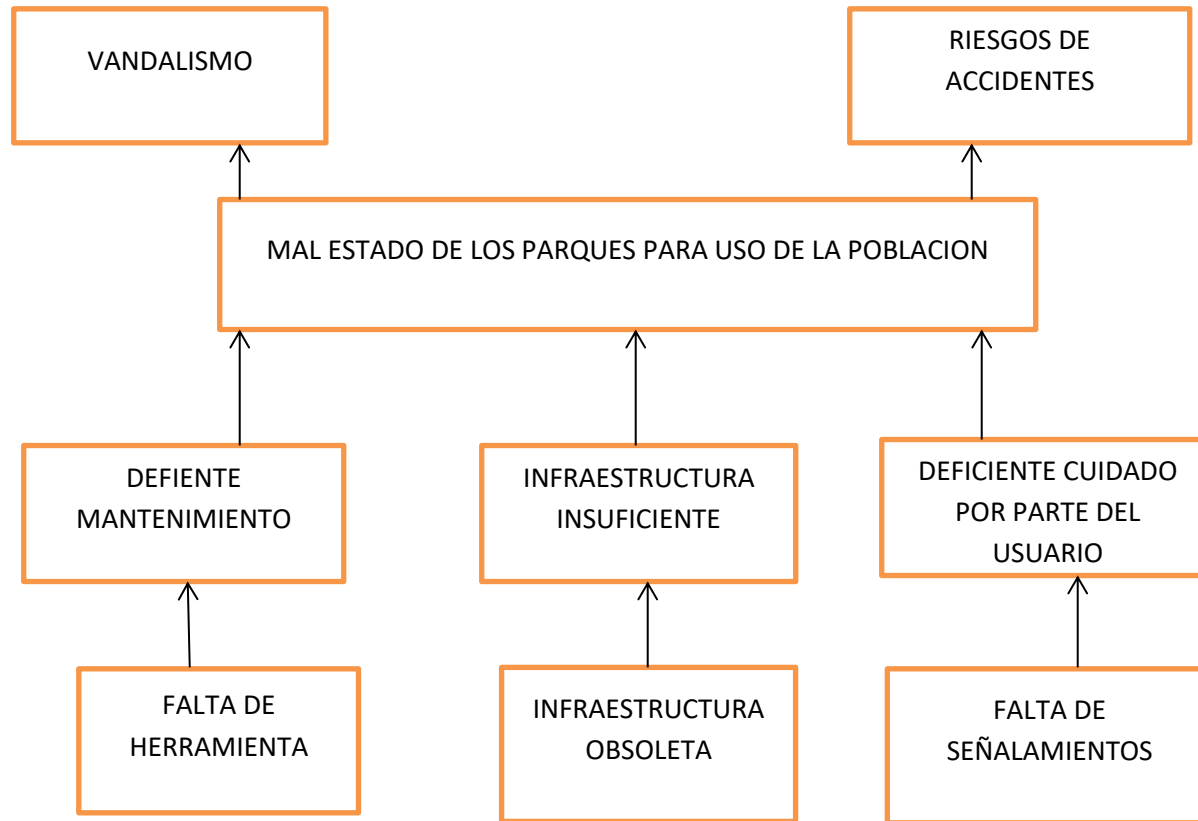 VANDALISMO
RIESGOS DE
ACCIDENTES
MAL ESTADO DE LOS PARQUES PARA USO DE LA POBLACION
DEFIENTE
MANTENIMIENTO
INFRAESTRUCTURA
INSUFICIENTE
DEFICIENTE CUIDADO
POR PARTE DEL
USUARIO
FALTA DE
HERRAMIENTA
INFRAESTRUCTURA
OBSOLETA
FALTA DE
SEÑALAMIENTOS